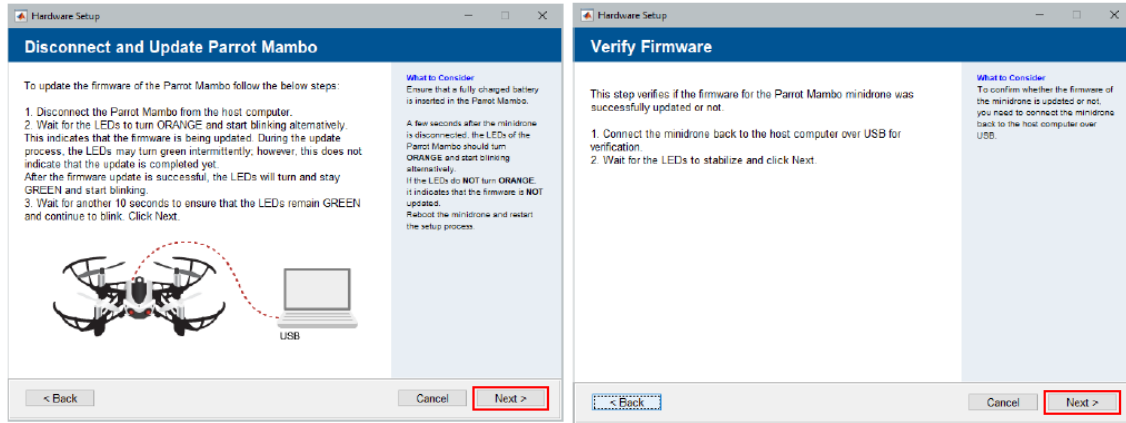 Hardware Setup
Disconnect and Update Parrot Mambo
To update the firmware of the Parrot Mambo follow the below steps:
1. Disconnect the Parrot Mambo from the host computer.
2. Wait for the LEDs to turn ORANGE and start blinking alternatively.
This indicates that the firmware is being updated. During the update
process, the LEDs may turn green intermittently; however, this does not
indicate that the update is completed yet.
After the firmware update is successful, the LEDs will turn and stay
GREEN and start blinking.
3. Wait for another 10 seconds to ensure that the LEDs remain GREEN
and continue to blink. Click Next.
USB
What to Consider
Ensure that a fully charged battery
is inserted in the Parrot Mambo.
A few seconds after the minidrone
is disconnected, the LEDs of the
Parrot Mambo should turn
ORANGE and start blinking
alternatively.
If the LEDs do NOT turn ORANGE,
it indicates that the firmware is NOT
updated.
Reboot the minidrone and restart
the setup process.
< Back
Cancel
Next >
Hardware Setup
Verify Firmware
This step verifies if the firmware for the Parrot Mambo minidrone was
successfully updated or not.
1. Connect the minidrone back to the host computer over USB for
verification.
2. Wait for the LEDs to stabilize and click Next.
What to Consider
To confirm whether the firmware of
the minidrone is updated or not,
you need to connect the minidrone
back to the host computer over
USB.
< Back
Cancel
Next >